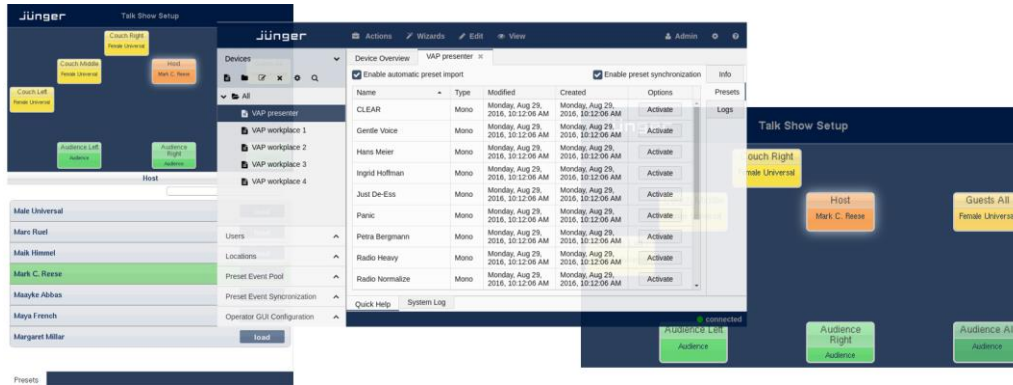 Jünger
Talk Show Setup
Couch Right
Female Universal
Couch Middle
Female Universal
Host
Mark C. Reese
Couch Left
Female Universal
Audience Left
Audience
Audience
Right
Audience
Host
Male Universal
Marc Ruel
Maik Himmel
Mark C. Reese
Maayke Abbas
Maya French
Margaret Millar
load
Presets
Jünger
Actions
Wizards
Edit
View
Admin
Devices
All
VAP presenter
VAP workplace 1
VAP workplace 2
VAP workplace 3
VAP workplace 4
Users
Locations
Preset Event Pool
Preset Event Syncronization
Operator GUI Configuration
Device Overview
VAP presenter ×
Enable automatic preset import
Enable preset synchronization
Info
Presets
Logs
Name Type Modified Created Options
CLEAR Mono Monday, Aug 29, 2016, 10:12:06 AM Monday, Aug 29, 2016, 10:12:06 AM Activate
Gentle Voice Mono Monday, Aug 29, 2016, 10:12:06 AM Monday, Aug 29, 2016, 10:12:06 AM Activate
Hans Meier Mono Monday, Aug 29, 2016, 10:12:06 AM Monday, Aug 29, 2016, 10:12:06 AM Activate
Ingrid Hoffman Mono Monday, Aug 29, 2016, 10:12:06 AM Monday, Aug 29, 2016, 10:12:06 AM Activate
Just De-Ess Mono Monday, Aug 29, 2016, 10:12:06 AM Monday, Aug 29, 2016, 10:12:06 AM Activate
Panic Mono Monday, Aug 29, 2016, 10:12:06 AM Monday, Aug 29, 2016, 10:12:06 AM Activate
Petra Bergmann Mono Monday, Aug 29, 2016, 10:12:06 AM Monday, Aug 29, 2016, 10:12:06 AM Activate
Radio Heavy Mono Monday, Aug 29, 2016, 10:12:06 AM Monday, Aug 29, 2016, 10:12:06 AM Activate
Radio Normalize Mono Monday, Aug 29, 2016, 10:12:06 AM Monday, Aug 29, 2016, 10:12:06 AM Activate
Quick Help
System Log
connected
Talk Show Setup
ouch Right
male Universal
Host
Mark C. Reese
Guests All
Female Universa
Audience Left
Audience
Audience
Right
Audience
Audience Al
Audience